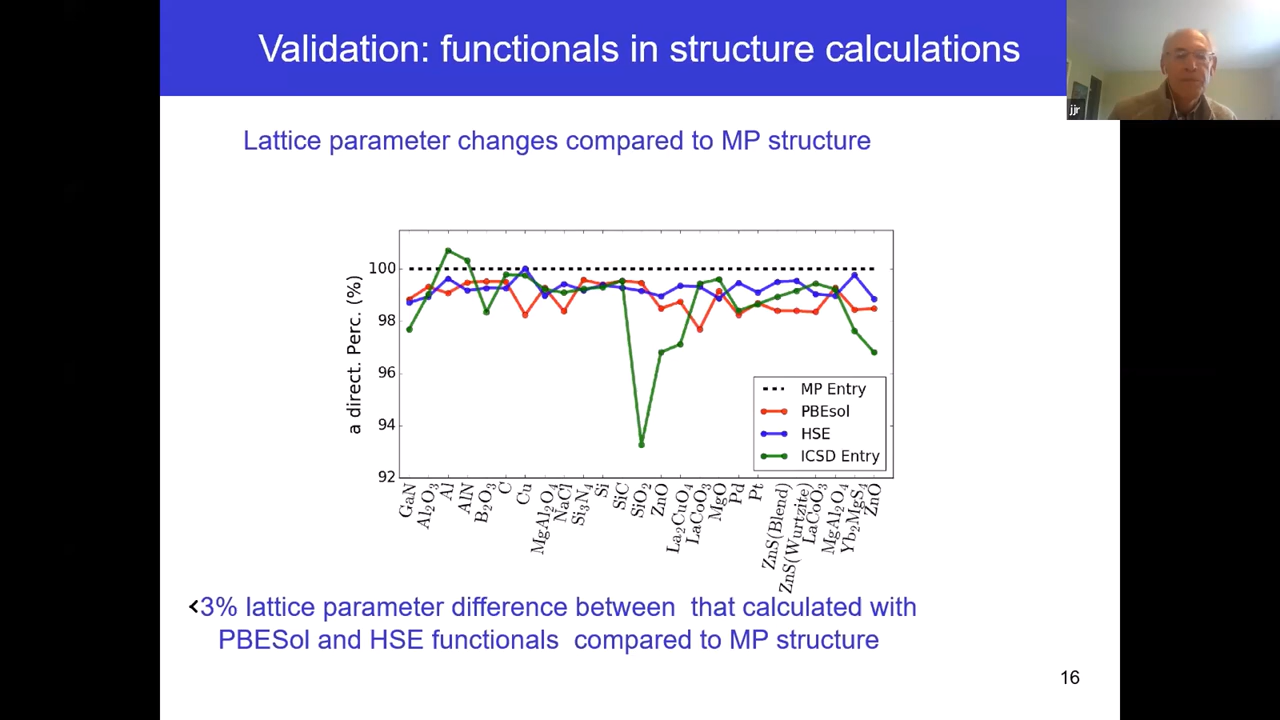 Validation: functionals in structure calculations
jjr
Lattice parameter changes compared to MP structure
a direct. Perc. (%)
100
98
96
94
92
MP Entry
PBEsol
HSE
ICSD Entry
GaN
Al₂O₃
Al
AlN
B₂O₃
C
Cu
MgAl₂O₄
NaCl
Si₃N₄
Si
SiC
SiO₂
ZnO
La₂CuO₄
LaCoO₃
MgO
Pd
Pt
ZnS(Blend)
ZnS(Wurtzite)
LaCoO₃
MgAl₂O₄
Yb₂MgS₄
ZnO
<3% lattice parameter difference between that calculated with
PBESol and HSE functionals compared to MP structure
16